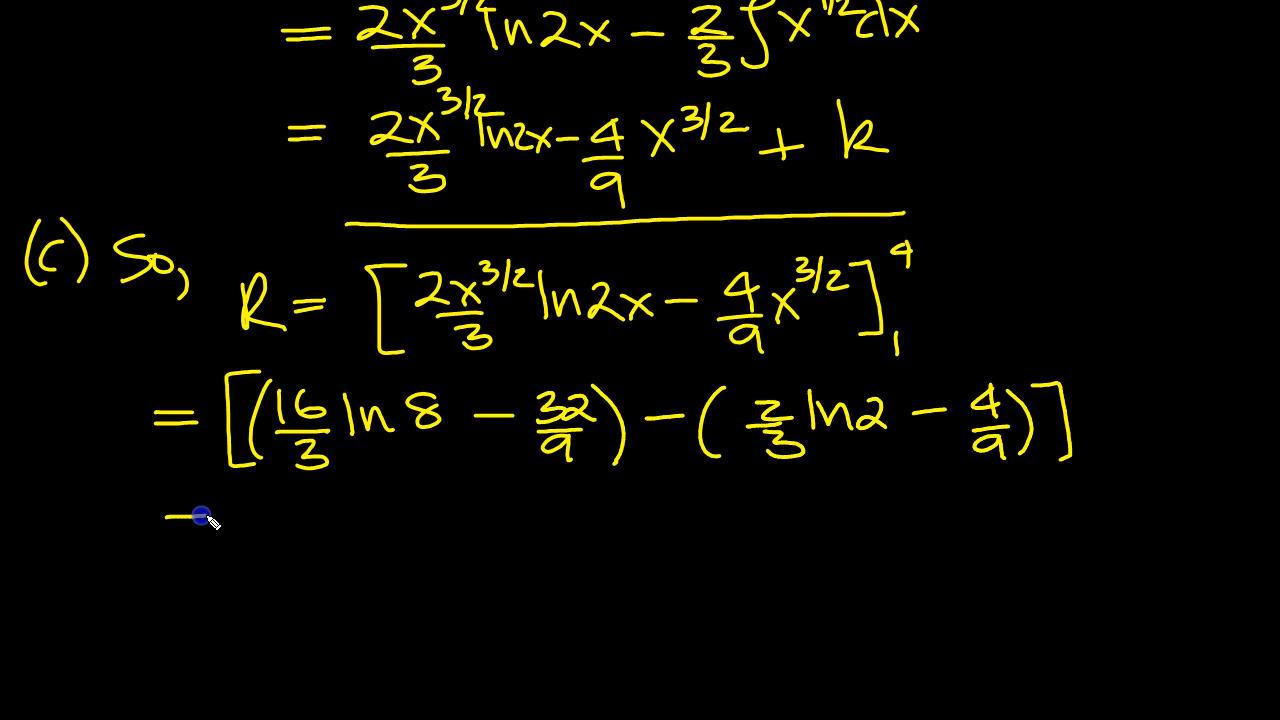 = 2x^3/2/3 ln2x - 2/3 ∫ x^1/2 dx
= 2x^3/2/3 ln2x - 4/9 x^3/2 + k
(c) So,
R = [2x^3/2/3 ln2x - 4/9 x^3/2]₁⁴
= [(16/3 ln 8 - 32/9) - (2/3 ln2 - 4/9)]